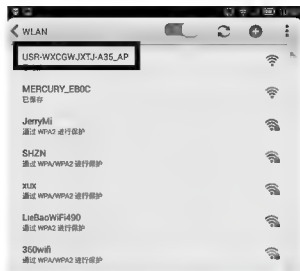 WLAN
USR-WXCGWJXTJ-A35_AP
MERCURY_EB0C
已保存
JerryMi
通过 WPA2 进行保护
SHZN
通过 WPA/WPA2 进行保护
xux
通过 WPA/WPA2 进行保护
LieBaoWiFi490
通过 WPA2 进行保护
360wifi
通过 WPA/WPA2 进行保护